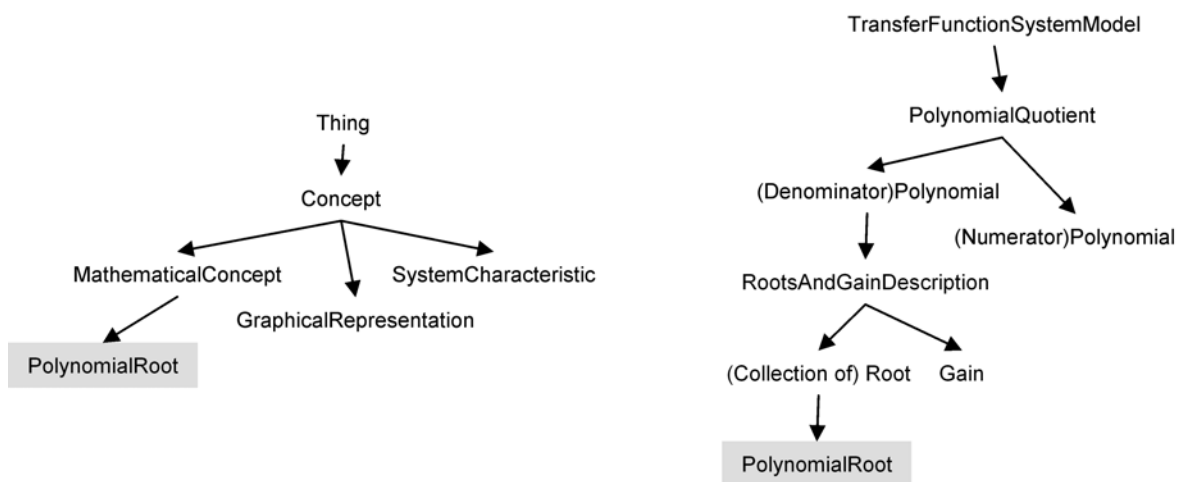 Thing
Concept
MathematicalConcept
SystemCharacteristic
GraphicalRepresentation
PolynomialRoot
TransferFunctionSystemModel
PolynomialQuotient
(Denominator)Polynomial
(Numerator)Polynomial
RootsAndGainDescription
(Collection of) Root
Gain
PolynomialRoot